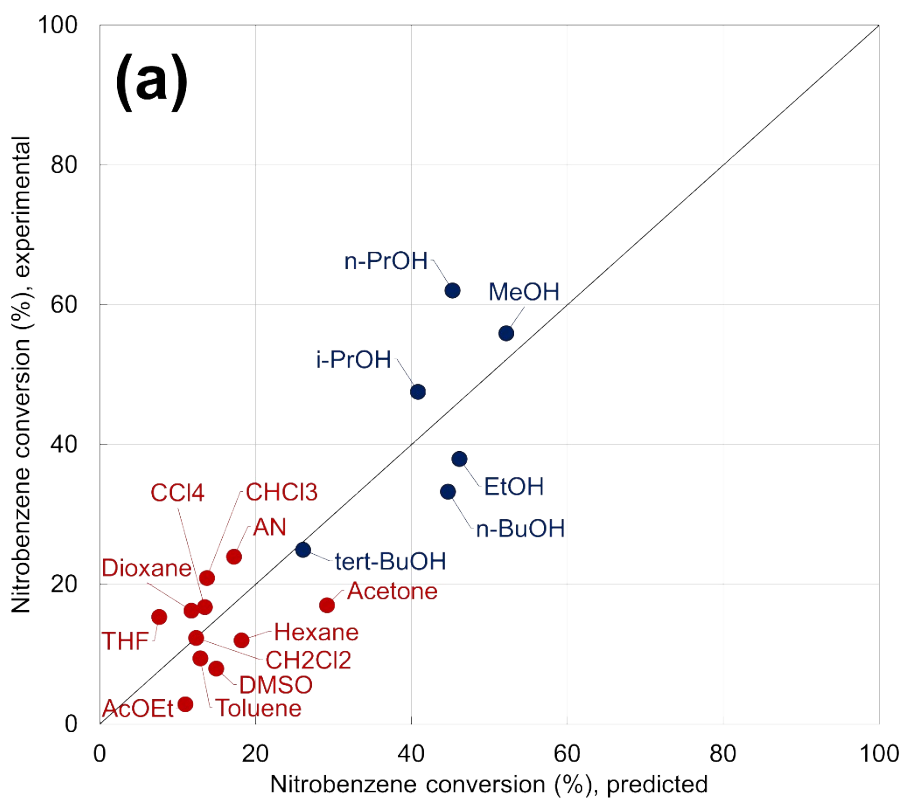 (a)
Nitrobenzene conversion (%), experimental
100
80
60
40
20
0
n-PrOH
MeOH
i-PrOH
EtOH
n-BuOH
tert-BuOH
CCl4
CHCl3
AN
Dioxane
Acetone
THF
Hexane
CH2Cl2
DMSO
AcOEt
Toluene
0 20 40 60 80 100
Nitrobenzene conversion (%), predicted